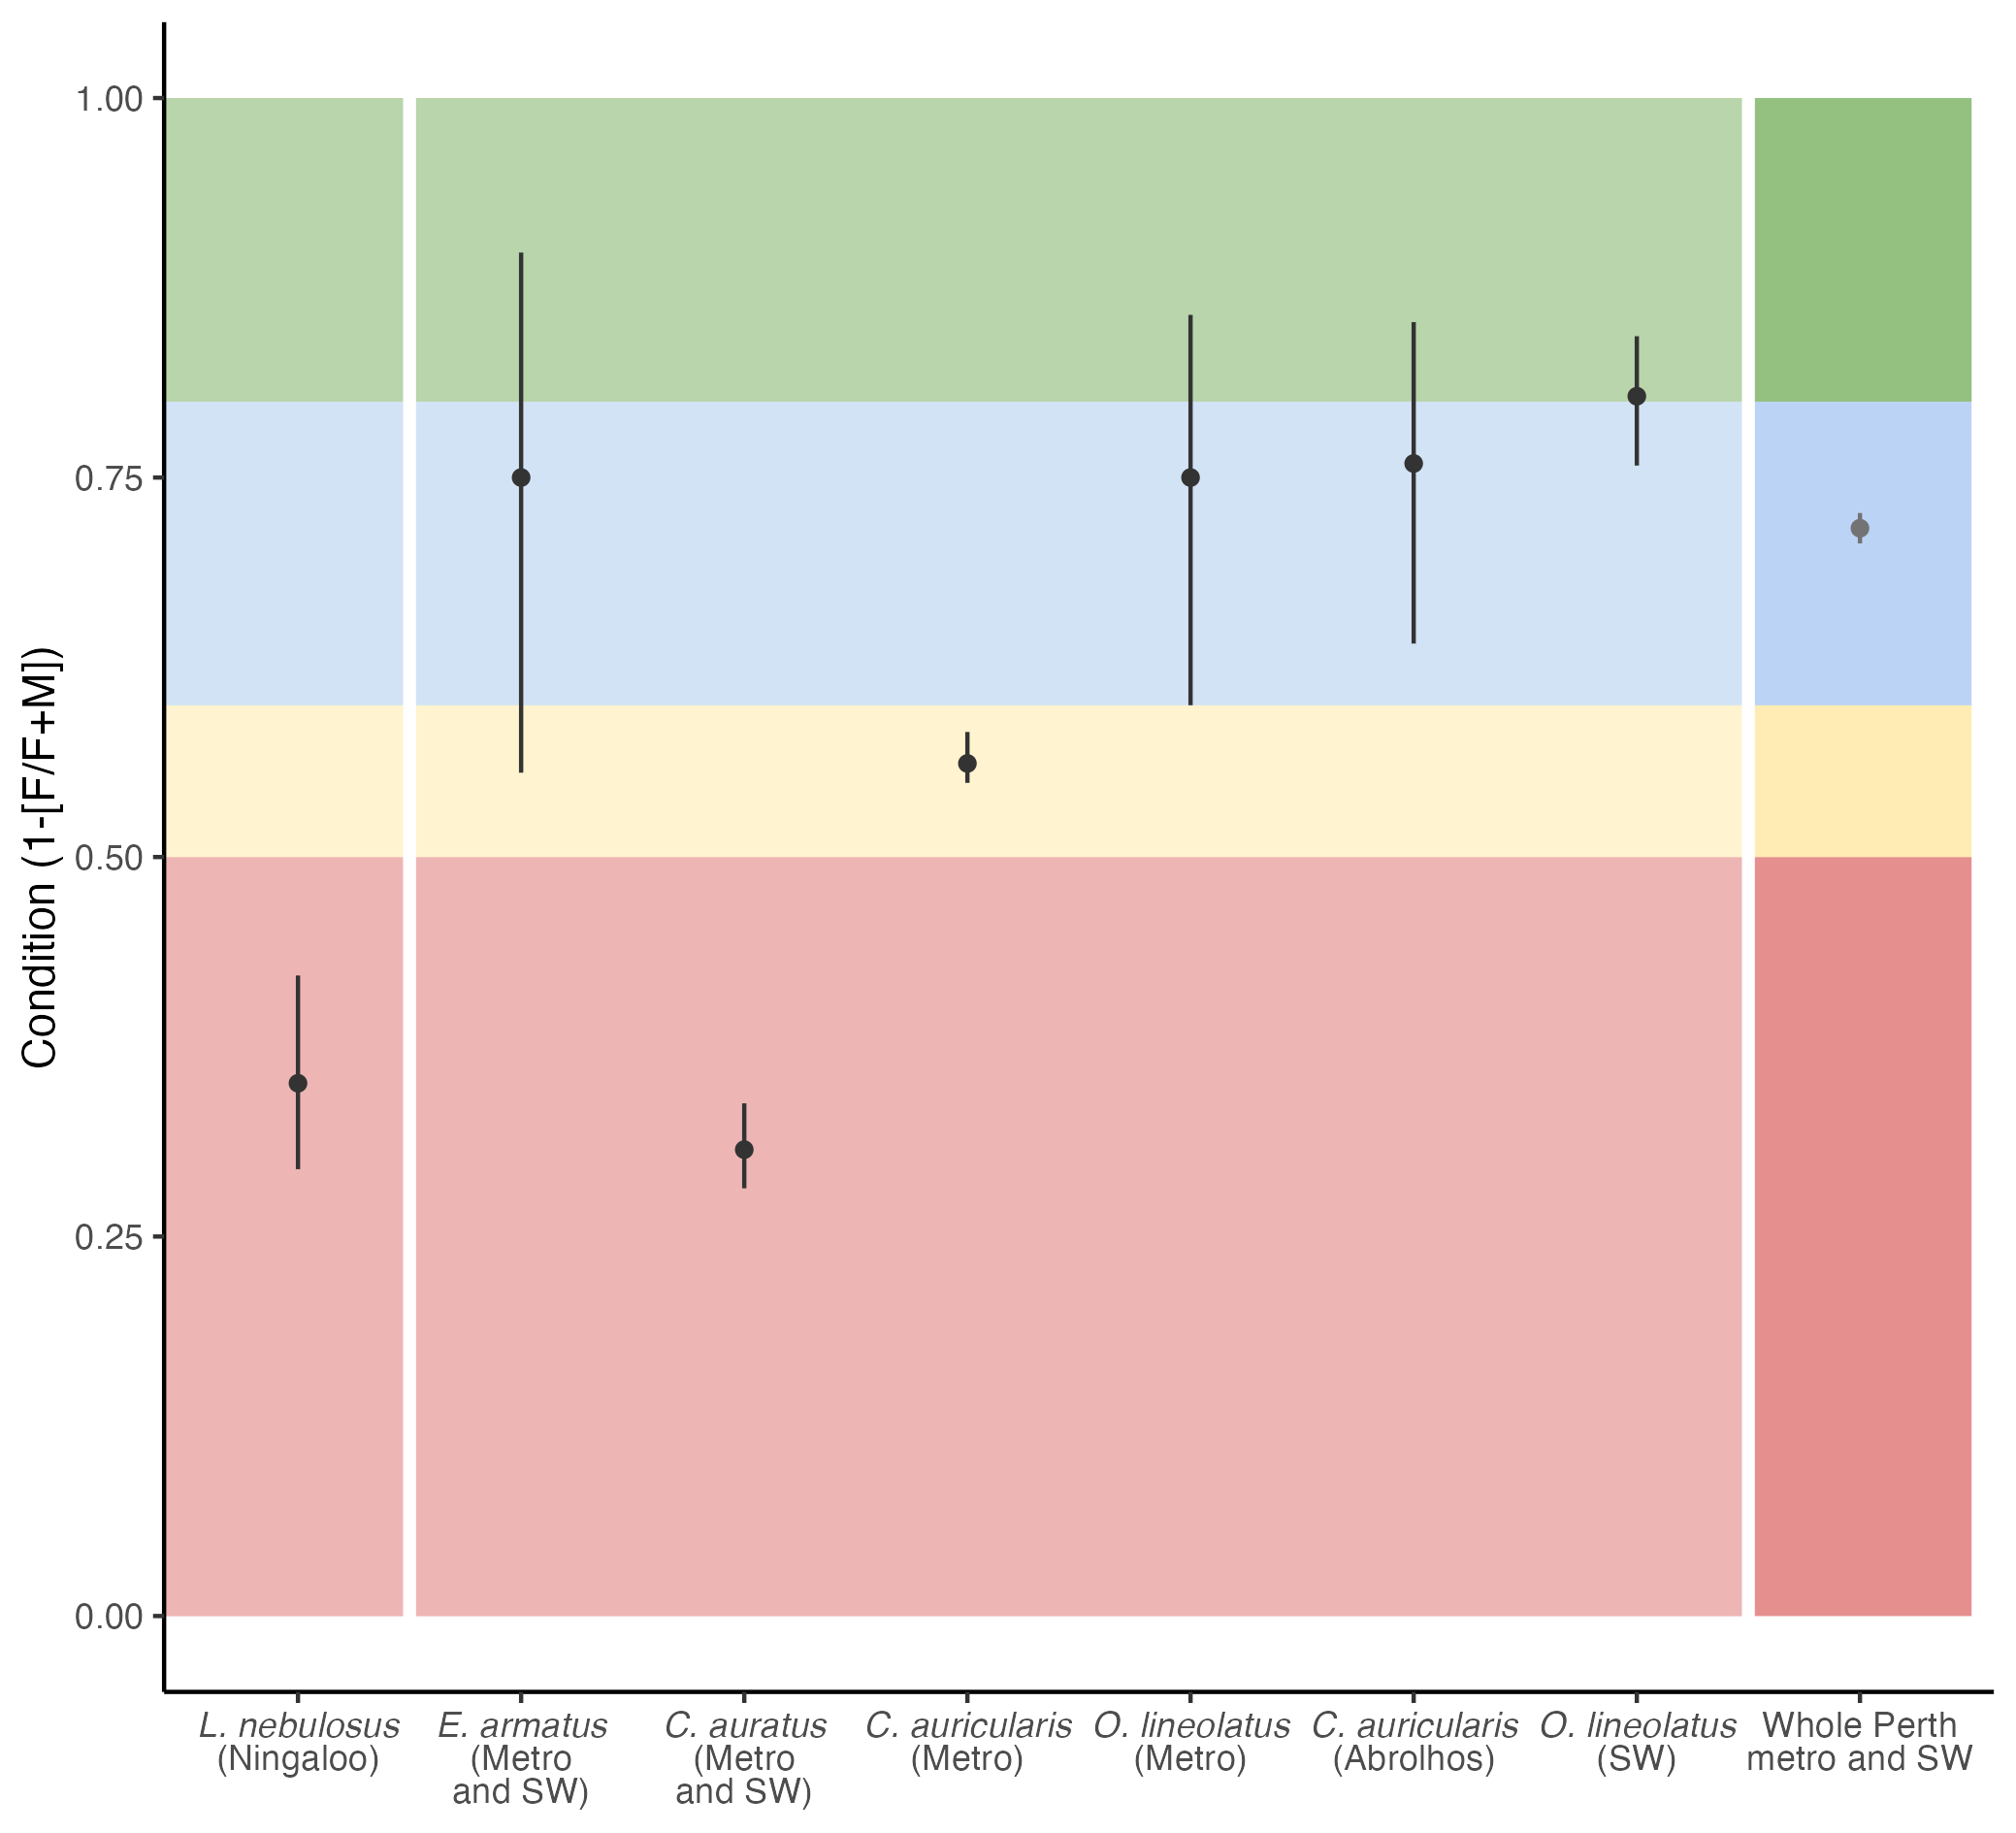 Condition (1-[F/F+M])
1.00
0.75
0.50
0.25
0.00
L. nebulosus
(Ningaloo)
E. armatus
(Metro
and SW)
C. auratus
(Metro
and SW)
C. auricularis
(Metro)
O. lineolatus
(Metro)
C. auricularis
(Abrolhos)
O. lineolatus
(SW)
Whole Perth
metro and SW